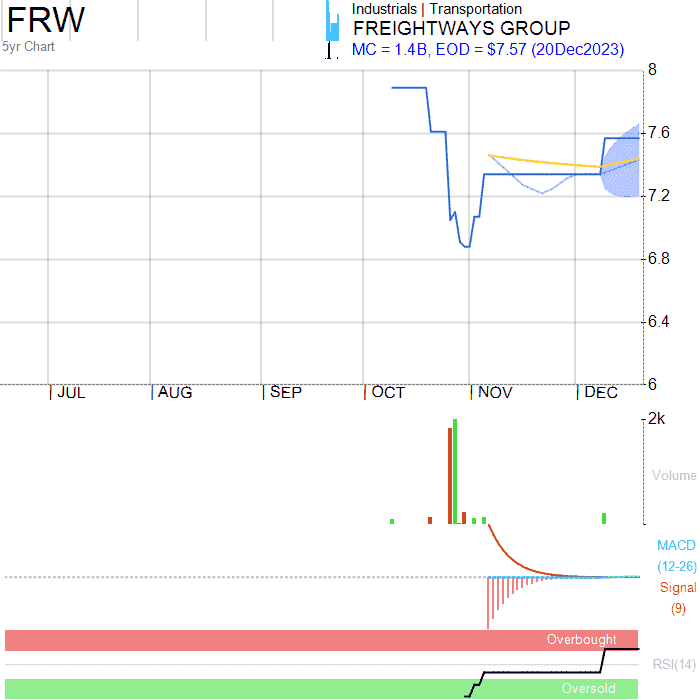 FRW
Industrials | Transportation
FREIGHTWAYS GROUP
5yr Chart
MC = 1.4B, EOD = $7.57 (20Dec2023)
8
7.6
7.2
6.8
6.4
6
JUL AUG SEP OCT NOV DEC
2k
Volume
MACD
(12-26)
Signal
(9)
Overbought
RSI(14)
Oversold